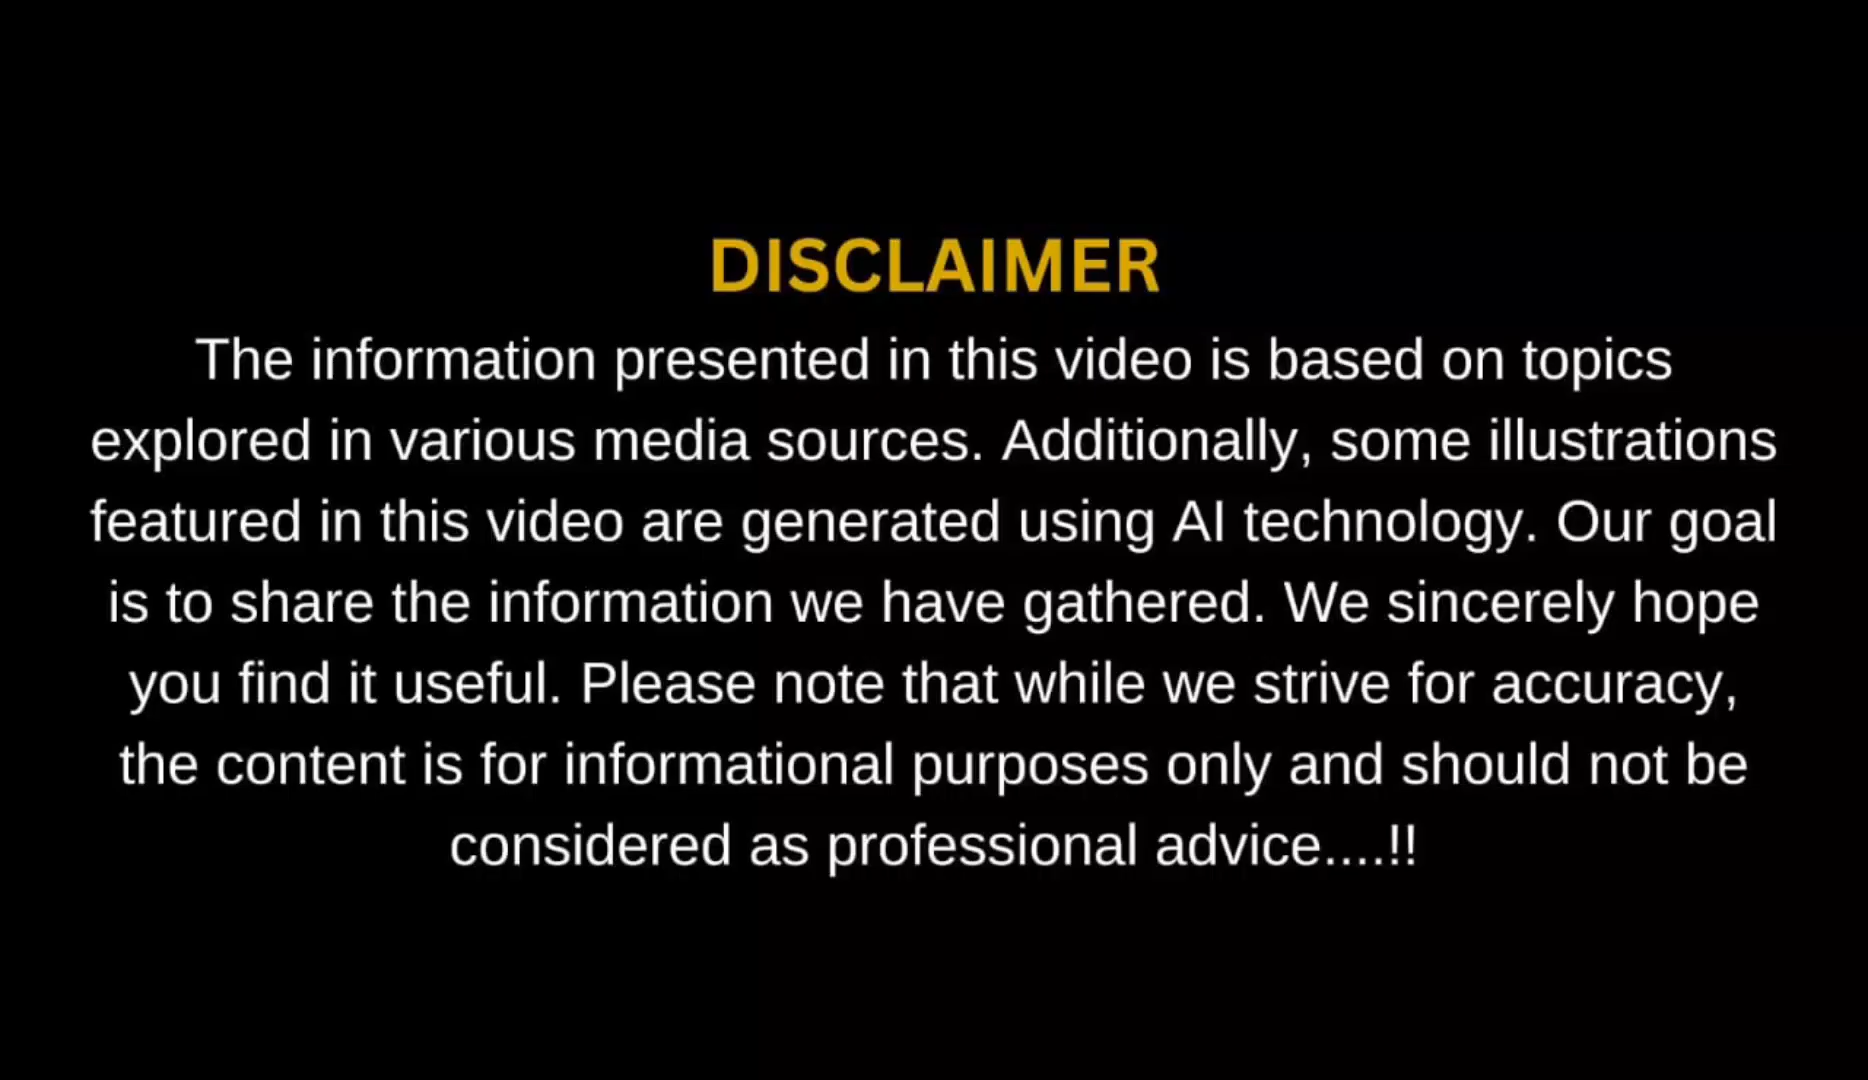 DISCLAIMER
The information presented in this video is based on topics
explored in various media sources. Additionally, some illustrations
featured in this video are generated using AI technology. Our goal
is to share the information we have gathered. We sincerely hope
you find it useful. Please note that while we strive for accuracy,
the content is for informational purposes only and should not be
considered as professional advice....!!